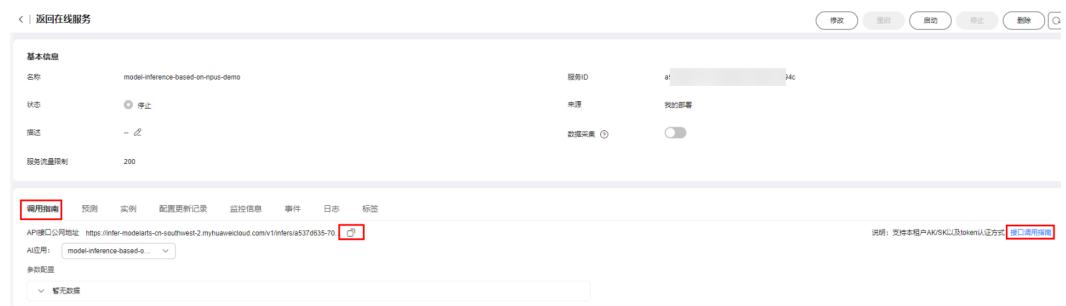 返回在线服务
修改 重启 启动 停止 删除
基本信息
名称 model-inference-based-on-npus-demo 服务ID a5 94c
状态 停止 来源 我的部署
描述 -- 数据采集
服务流量限制 200
调用指南 预测 实例 配置更新记录 监控信息 事件 日志 标签
API接口公网地址 https://infer-modelarts-cn-southwest-2.myhuaweicloud.com/v1/infers/a537d635-70... 说明：支持本租户AK/SK以及token认证方式 接口调用指南
AI应用： model-inference-based-o...
参数配置
暂无数据